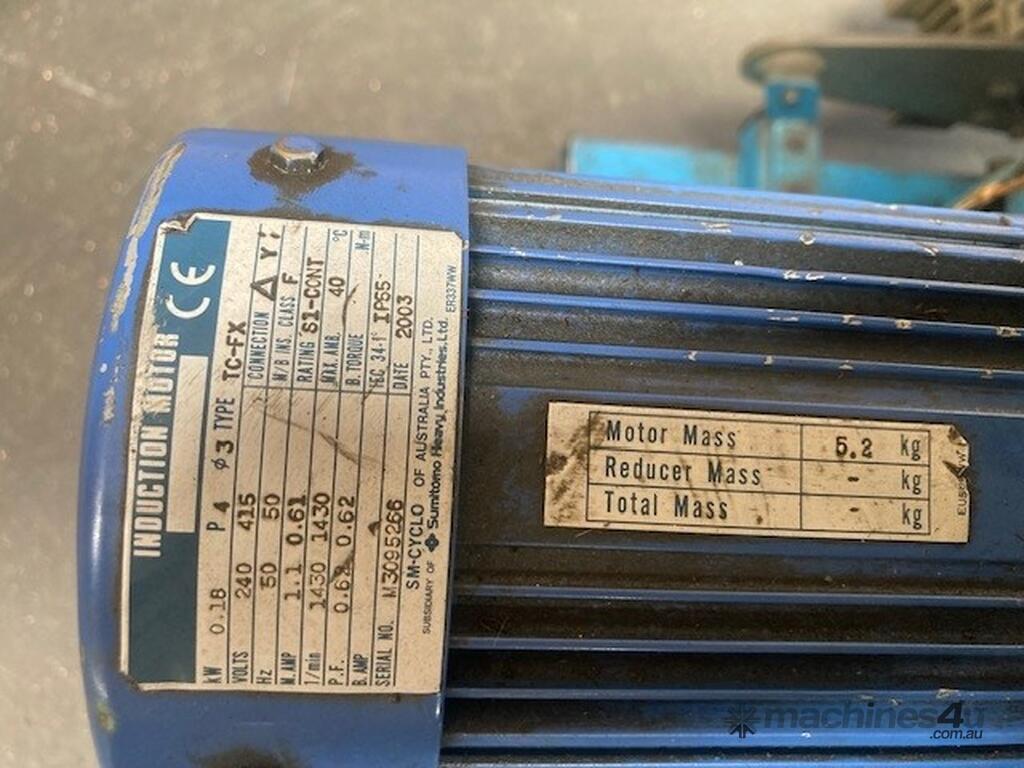 INDUCTION MOTOR CE
KW 0.18 P 4 φ3 TYPE TC-FX
VOLTS 240 415 CONNECTION △ Y
Hz 50 50 M/B INS. CLASS F
M.AMP 1.1 0.61 RATING S1-CONT
1/min 1430 1430 MAX. AMB. 40 °C
P.F. 0.62 0.62 B. TORQUE N-m
B. AMP 34-1 IP55
SERIAL NO. M3095266 DATE 2003
SM-CYCLO OF AUSTRALIA PTY., LTD.
SUBSIDIARY OF Sumitomo Heavy Industries, Ltd. ER337WW
Motor Mass 5.2 kg
Reducer Mass - kg
Total Mass - kg
machines4u
.com.au